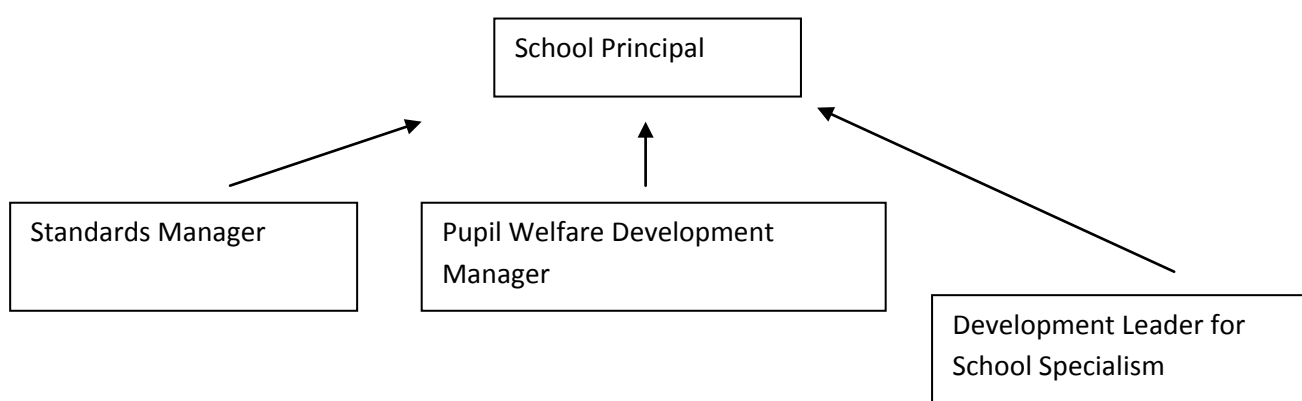 School Principal
Standards Manager
Pupil Welfare Development
Manager
Development Leader for
School Specialism